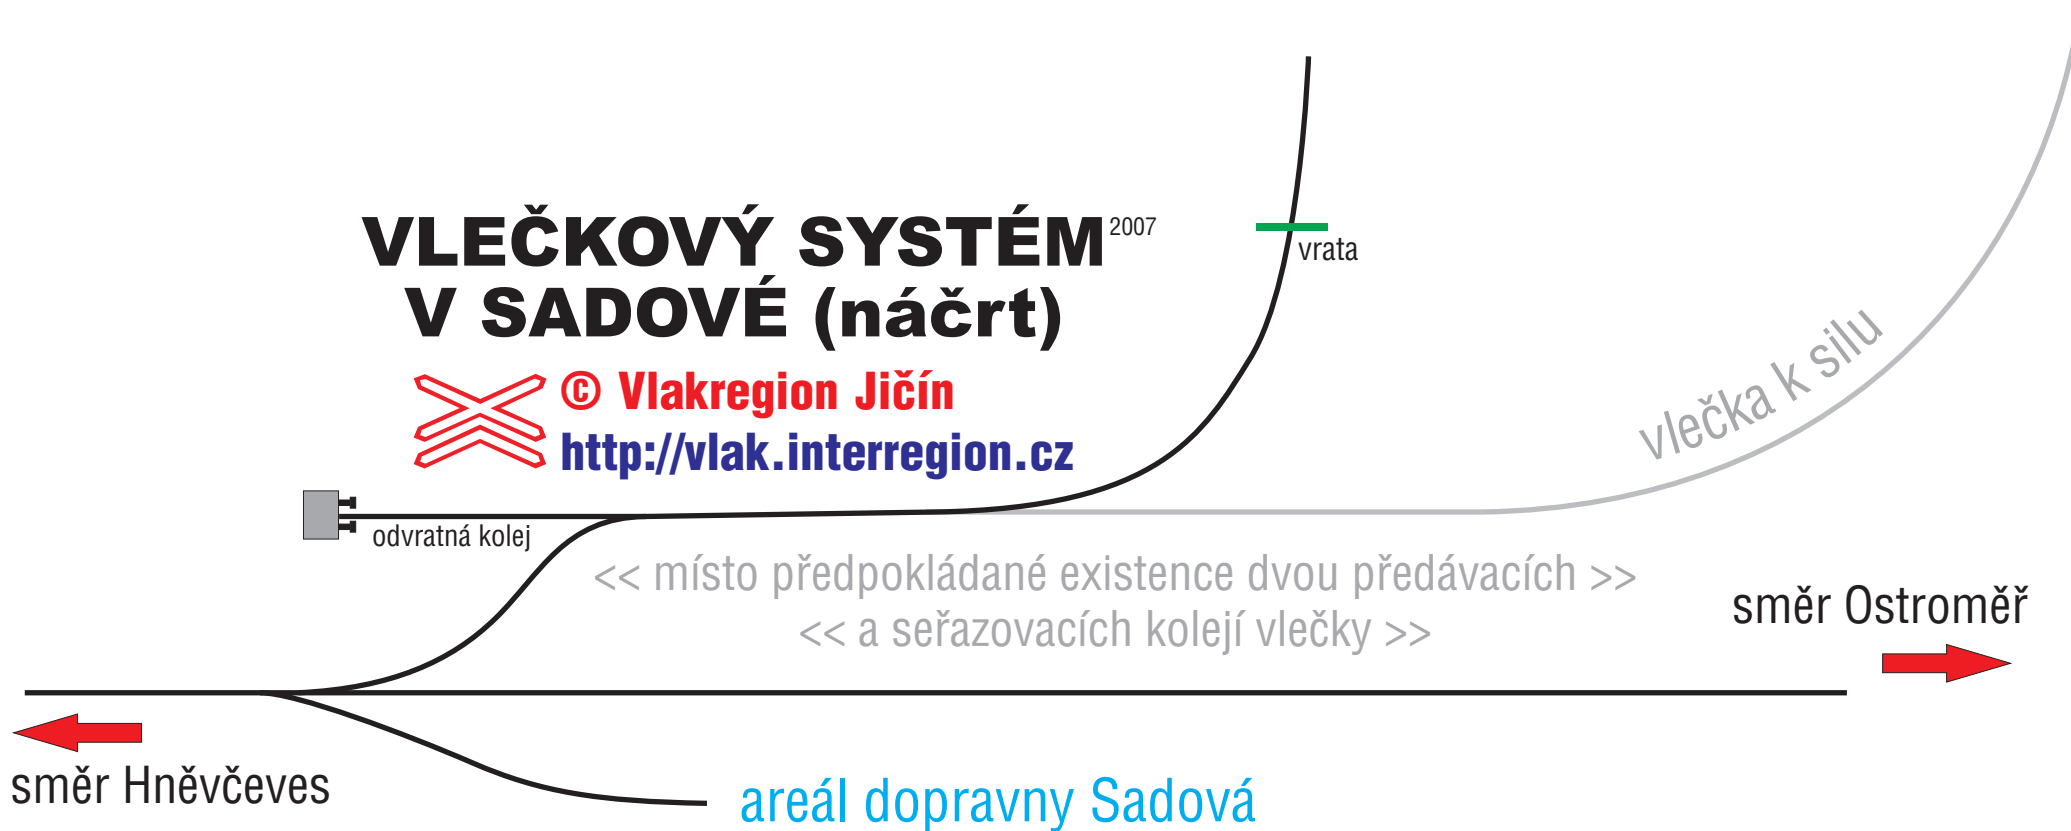 VLEČKOVÝ SYSTÉM 2007
V SADOVÉ (náčrt)
© Vlakregion Jičín
http://vlak.interregion.cz
vrata
vlečka k silu
odvratná kolej
<< místo předpokládané existence dvou předávacích >>
<< a seřazovacích kolejí vlečky >>
směr Ostroměř
směr Hněvčeves
areál dopravny Sadová